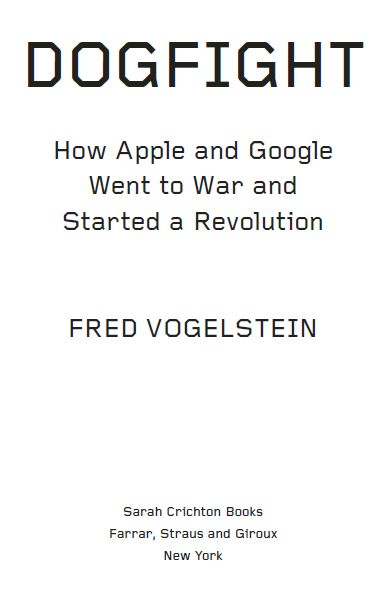 DOGFIGHT
How Apple and Google
Went to War and
Started a Revolution
FRED VOGELSTEIN
Sarah Crichton Books
Farrar, Straus and Giroux
New York